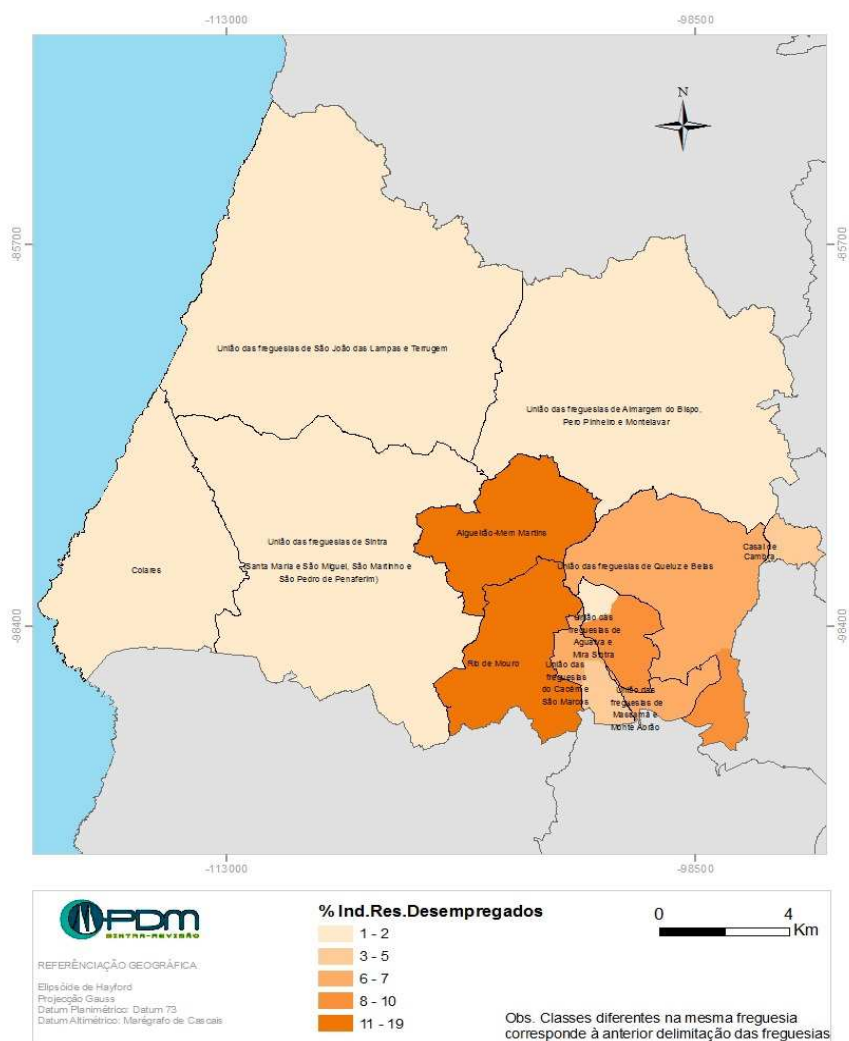 -113000
-98500
N
-85700
-85700
União das freguesias de São João das Lampas e Terrugem
União das freguesias de Almargem do Bispo,
Pero Pinheiro e Montelavar
Algueirão-Mem Martins
União das freguesias de Sintra
(Santa Maria e São Miguel, São Martinho e
São Pedro de Penaferim)
Colares
Casal de
Cambra
União das freguesias de Queluz e Belas
União das
freguesias de
Agualva e
Mira Sintra
Rio de Mouro
União das
freguesias
do Cacém e
São Marcos
União das
freguesias de
Massamá e
Monte Abrão
-98400
-98400
-113000
-98500
PDM
SINTRA-REVISÃO
REFERÊNCIAÇÃO GEOGRÁFICA
Elipsóide de Hayford
Projecção Gauss
Datum Planimétrico: Datum 73
Datum Altimétrico: Marégrafo de Cascais
% Ind.Res.Desempregados
1 - 2
3 - 5
6 - 7
8 - 10
11 - 19
0 4
Km
Obs. Classes diferentes na mesma freguesia
corresponde à anterior delimitação das freguesias